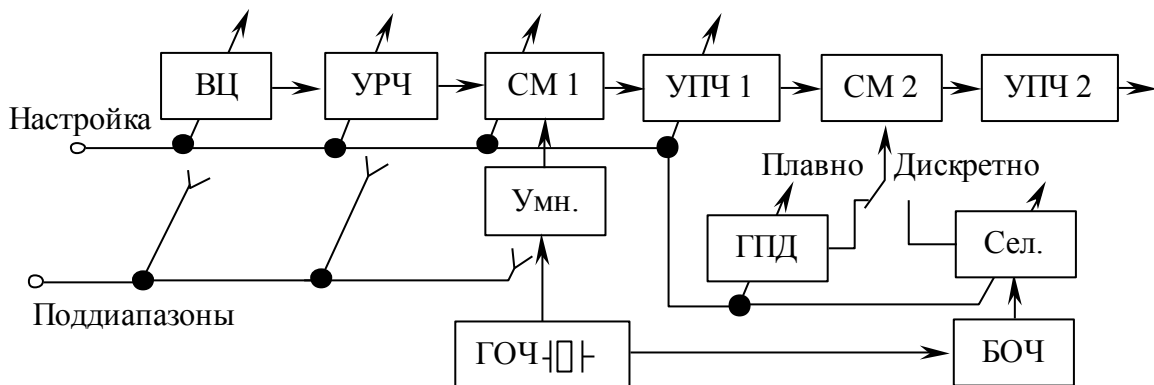 ВЦ
УРЧ
СМ 1
УПЧ 1
СМ 2
УПЧ 2
Настройка
Плавно
Дискретно
Умн.
ГПД
Сел.
Поддиапазоны
ГОЧ
БОЧ